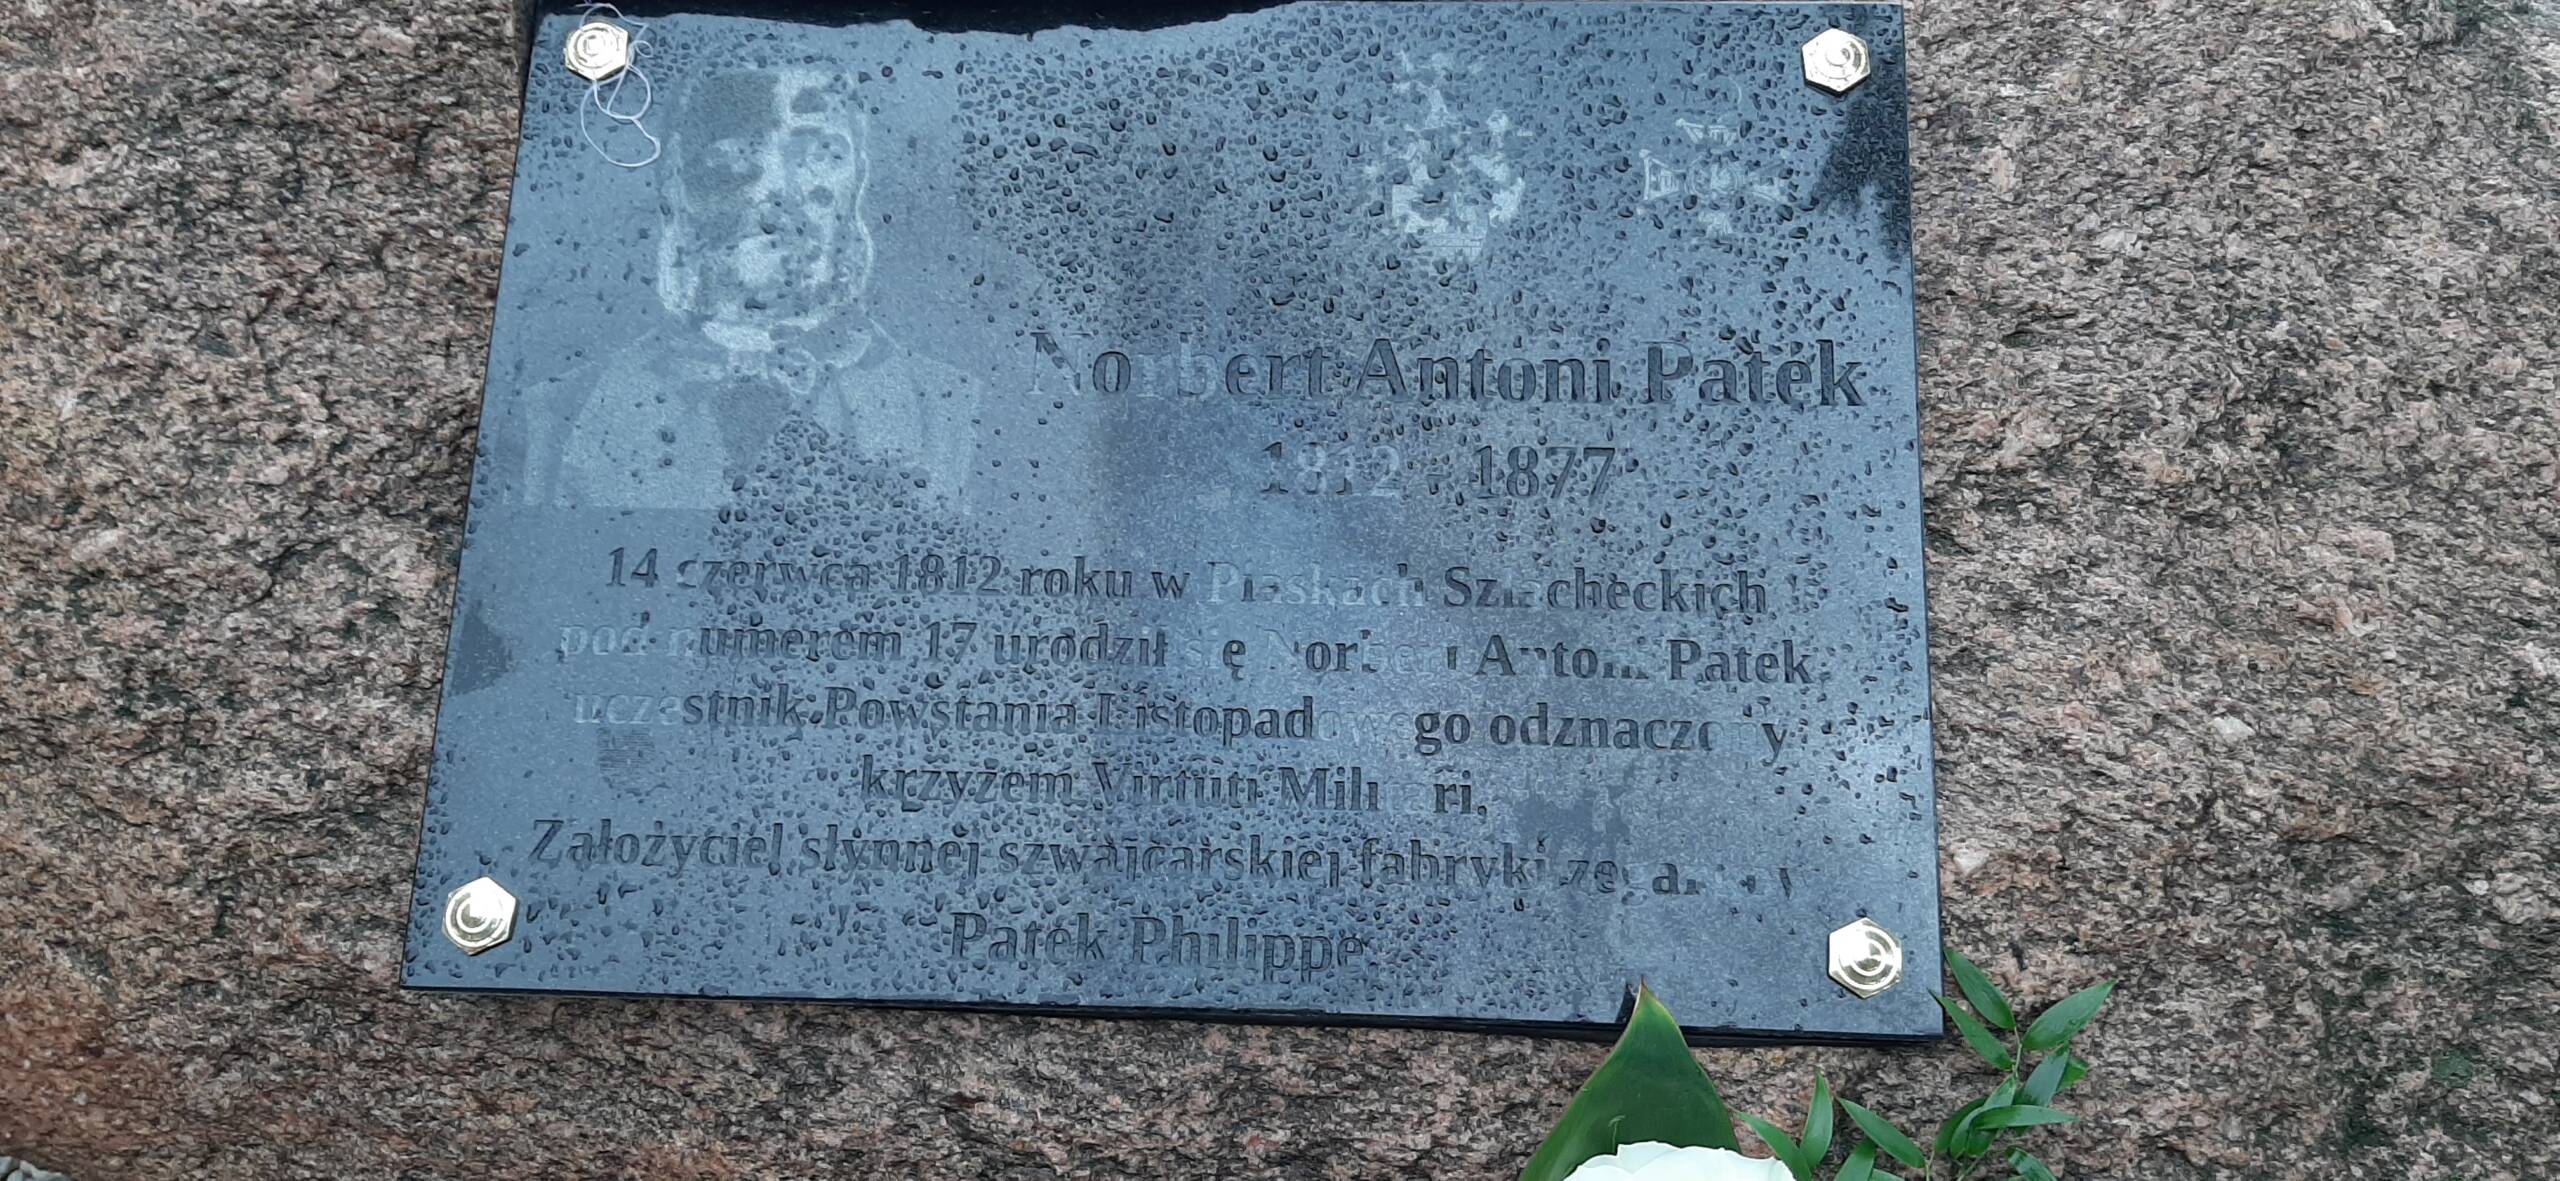 Norbert Antoni Patek
1812 - 1877
14 czerwca 1812 roku w Piaskach Szlacheckich
pod numerem 17 urodził się Norbert Antoni Patek
uczestnik Powstania Listopadowego odznaczony
krzyżem Virtuti Militari,
Założyciel słynnej szwajcarskiej fabryki zegarków
Patek Philippe